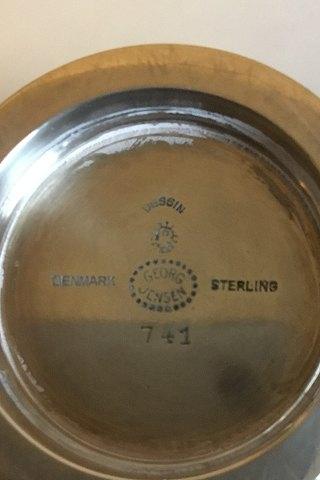 DESSIN
DENMARK GEORG JENSEN STERLING
741